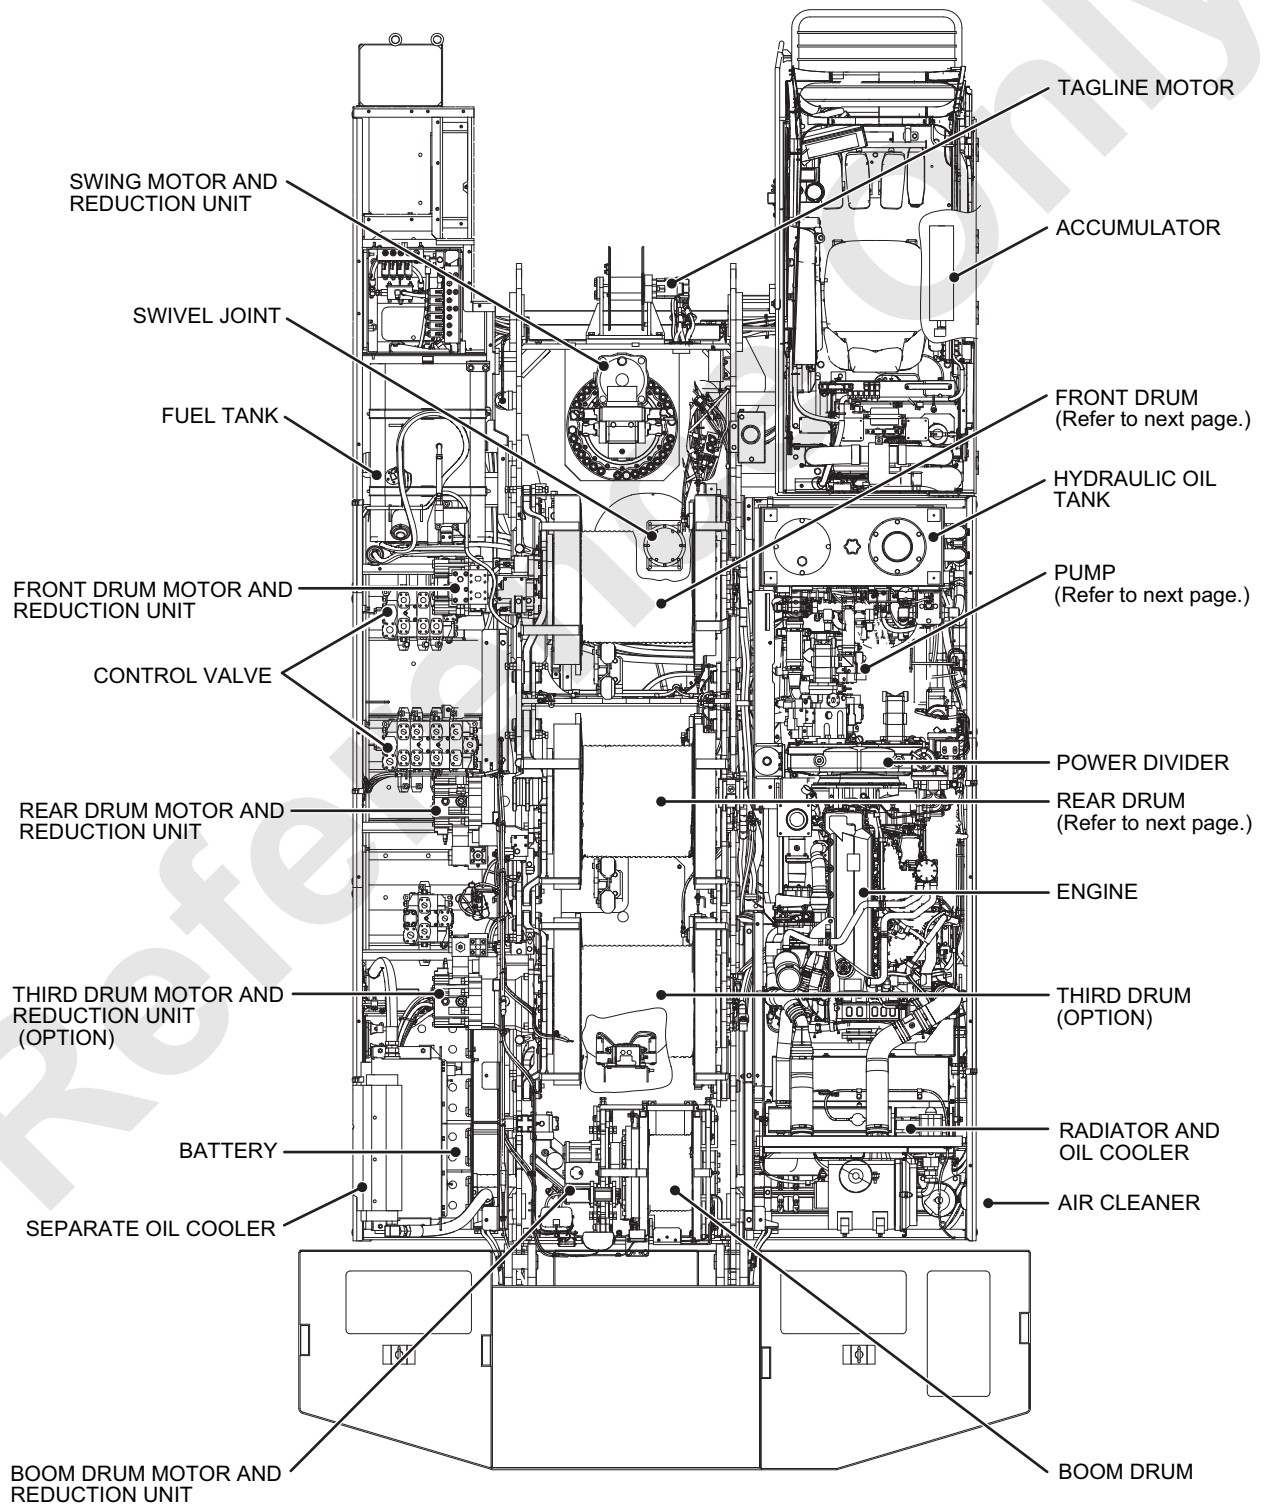 TAGLINE MOTOR
SWING MOTOR AND
REDUCTION UNIT
ACCUMULATOR
SWIVEL JOINT
FUEL TANK
FRONT DRUM
(Refer to next page.)
HYDRAULIC OIL
TANK
FRONT DRUM MOTOR AND
REDUCTION UNIT
PUMP
(Refer to next page.)
CONTROL VALVE
POWER DIVIDER
REAR DRUM MOTOR AND
REDUCTION UNIT
REAR DRUM
(Refer to next page.)
ENGINE
THIRD DRUM MOTOR AND
REDUCTION UNIT
(OPTION)
THIRD DRUM
(OPTION)
BATTERY
RADIATOR AND
OIL COOLER
SEPARATE OIL COOLER
AIR CLEANER
BOOM DRUM MOTOR AND
REDUCTION UNIT
BOOM DRUM
Reference Only